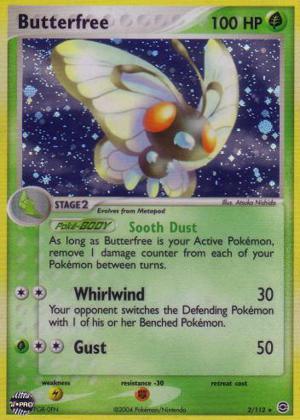 Butterfree 100 HP
Illus. Atsuko Nishida
STAGE2
Evolves from Metapod
Poké-BODY Sooth Dust
As long as Butterfree is your Active Pokémon,
remove 1 damage counter from each of your
Pokémon between turns.
Whirlwind 30
Your opponent switches the Defending Pokémon
with 1 of his or her Benched Pokémon.
Gust 50
weakness resistance -30 retreat cost
PRO
©2004 Pokémon/Nintendo 2/112